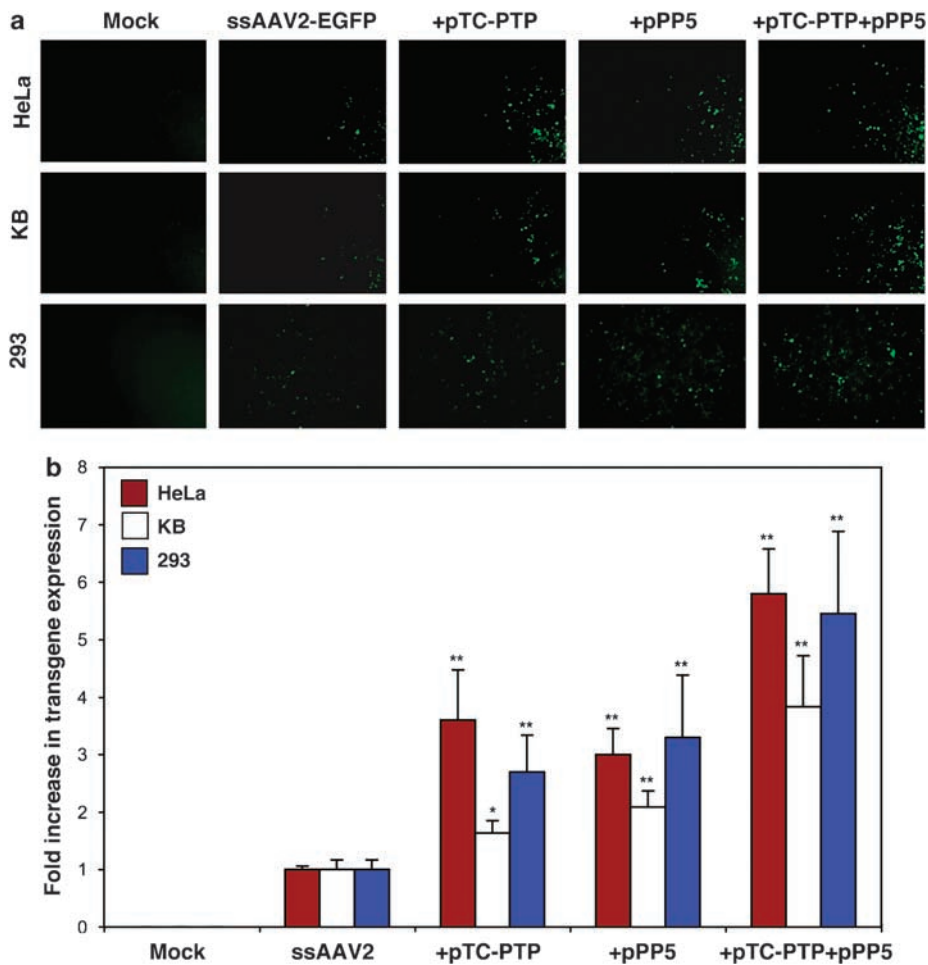 a
Mock ssAAV2-EGFP +pTC-PTP +pPP5 +pTC-PTP+pPP5
HeLa
KB
293
b
Fold increase in transgene expression
8
7
6
5
4
3
2
1
0
HeLa
KB
293
** * **
** ** **
** ** **
Mock ssAAV2 +pTC-PTP +pPP5 +pTC-PTP+pPP5